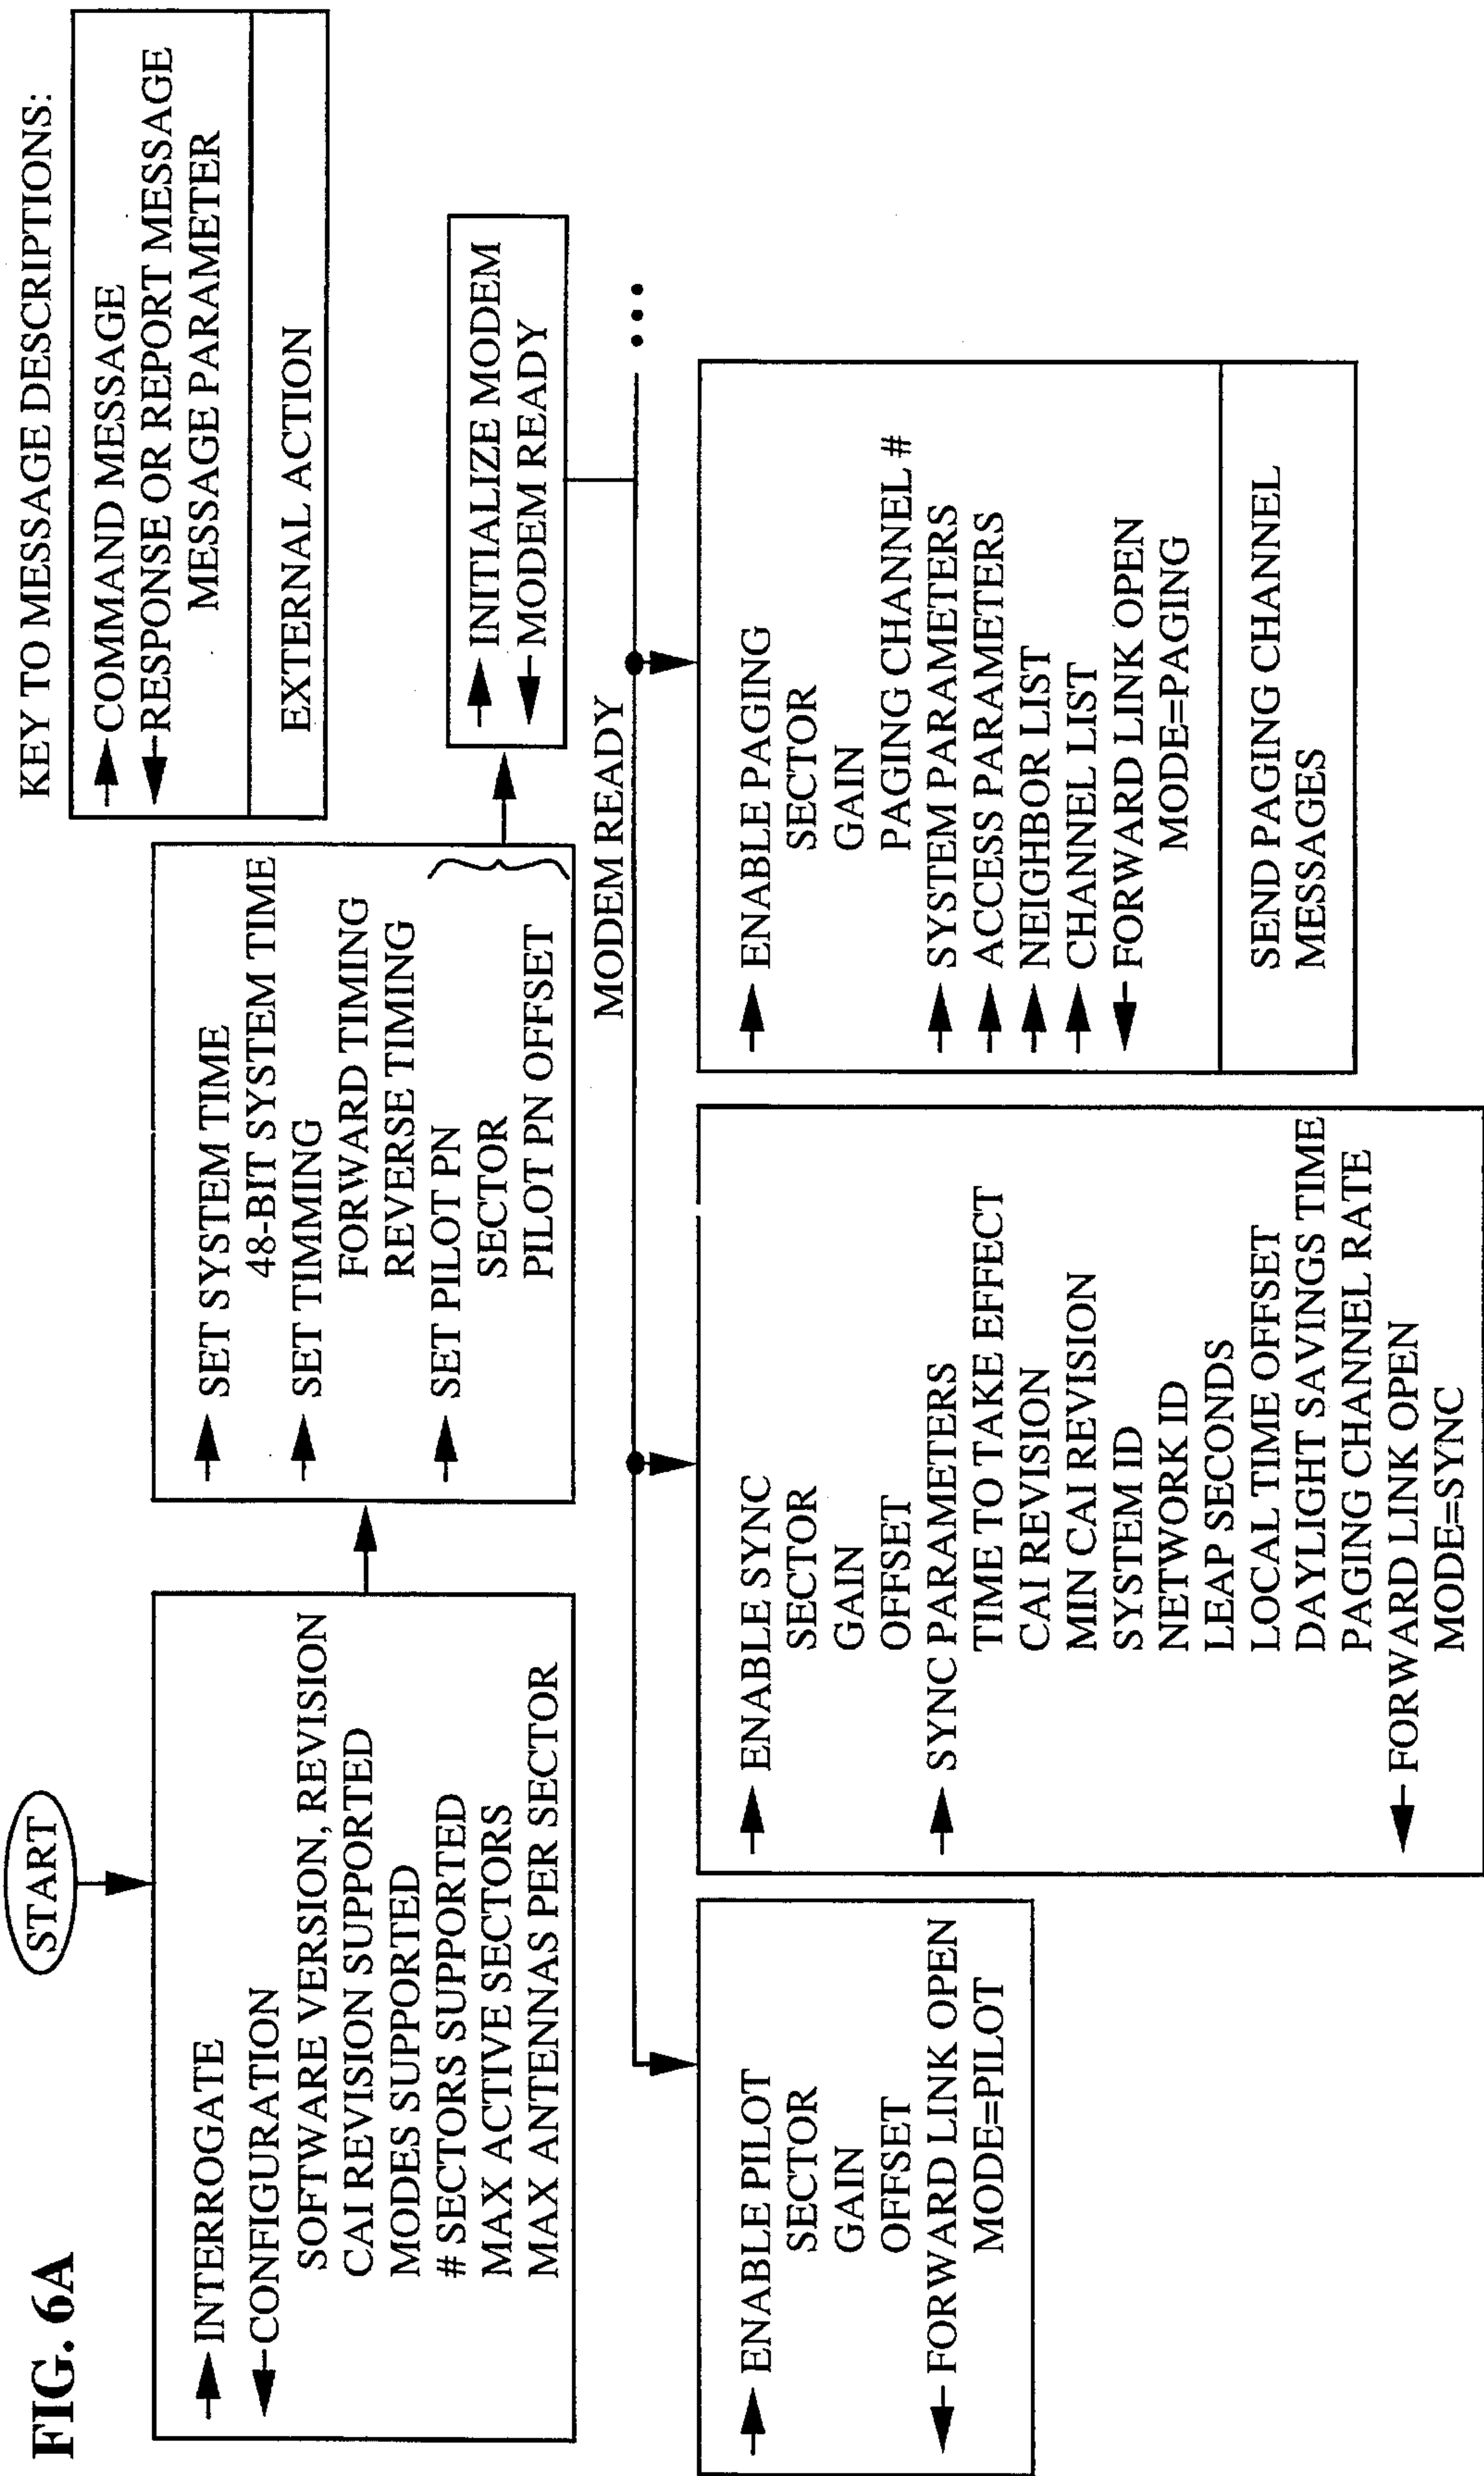 FIG. 6A
START
KEY TO MESSAGE DESCRIPTIONS:
→ COMMAND MESSAGE
← RESPONSE OR REPORT MESSAGE
MESSAGE PARAMETER
EXTERNAL ACTION
→ INTERROGATE
← CONFIGURATION
SOFTWARE VERSION, REVISION
CAI REVISION SUPPORTED
MODES SUPPORTED
# SECTORS SUPPORTED
MAX ACTIVE SECTORS
MAX ANTENNAS PER SECTOR
→ SET SYSTEM TIME
48-BIT SYSTEM TIME
→ SET TIMMING
FORWARD TIMING
REVERSE TIMING
→ SET PILOT PN
SECTOR
PILOT PN OFFSET
→ INITIALIZE MODEM
← MODEM READY
MODEM READY
• • •
→ ENABLE PILOT
SECTOR
GAIN
OFFSET
← FORWARD LINK OPEN
MODE=PILOT
→ ENABLE SYNC
SECTOR
GAIN
OFFSET
→ SYNC PARAMETERS
TIME TO TAKE EFFECT
CAI REVISION
MIN CAI REVISION
SYSTEM ID
NETWORK ID
LEAP SECONDS
LOCAL TIME OFFSET
DAYLIGHT SAVINGS TIME
PAGING CHANNEL RATE
← FORWARD LINK OPEN
MODE=SYNC
→ ENABLE PAGING
SECTOR
GAIN
PAGING CHANNEL #
→ SYSTEM PARAMETERS
→ ACCESS PARAMETERS
→ NEIGHBOR LIST
→ CHANNEL LIST
← FORWARD LINK OPEN
MODE=PAGING
SEND PAGING CHANNEL
MESSAGES